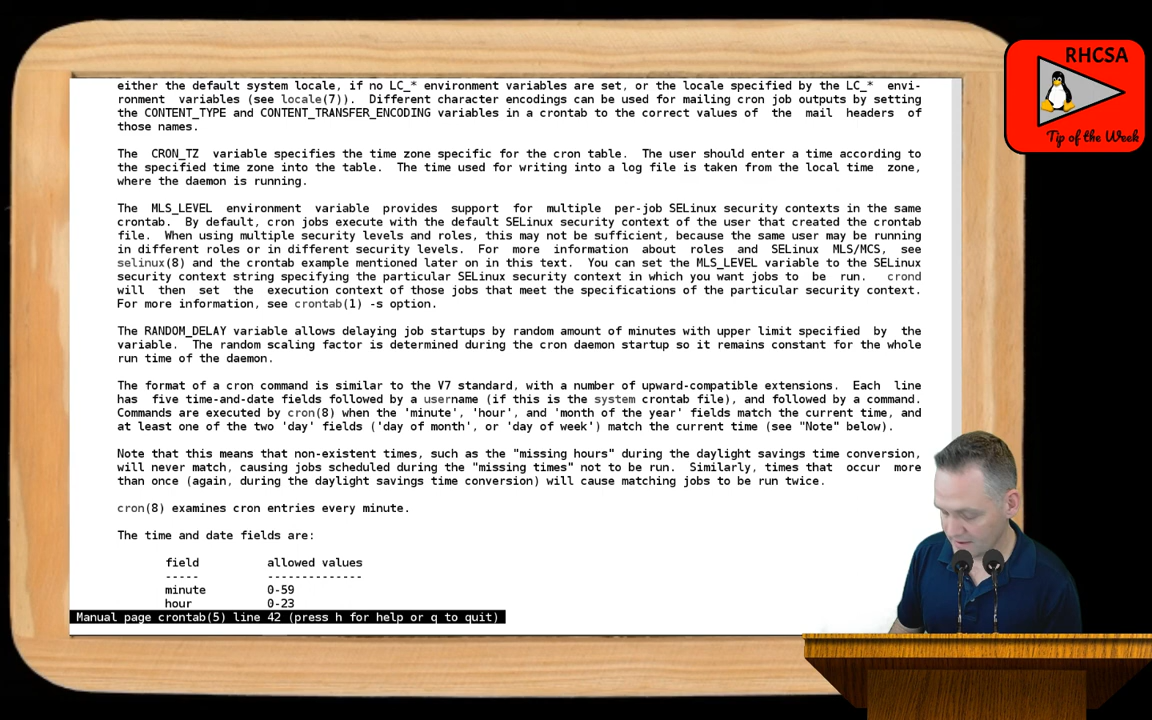 either the default system locale, if no LC_* environment variables are set, or the locale specified by the LC_*  envi-
ronment  variables (see locale(7)).  Different character encodings can be used for mailing cron job outputs by setting
the CONTENT_TYPE and CONTENT_TRANSFER_ENCODING variables in a crontab to the correct values of  the  mail  headers  of
those names.
The  CRON_TZ  variable specifies the time zone specific for the cron table.  The user should enter a time according to
the specified time zone into the table.  The time used for writing into a log file is taken from the local time  zone,
where the daemon is running.
The  MLS_LEVEL  environment  variable  provides  support  for  multiple  per-job SELinux security contexts in the same
crontab.  By default, cron jobs execute with the default SELinux security context of the user that created the crontab
file.  When using multiple security levels and roles, this may not be sufficient, because the same user may be running
in different roles or in different security levels.  For  more  information  about  roles  and  SELinux  MLS/MCS,  see
selinux(8) and the crontab example mentioned later on in this text.  You can set the MLS_LEVEL variable to the SELinux
security context string specifying the particular SELinux security context in which you want jobs to  be  run.   crond
will  then  set  the  execution context of those jobs that meet the specifications of the particular security context.
For more information, see crontab(1) -s option.
The RANDOM_DELAY variable allows delaying job startups by random amount of minutes with upper limit specified  by  the
variable.  The random scaling factor is determined during the cron daemon startup so it remains constant for the whole
run time of the daemon.
The format of a cron command is similar to the V7 standard, with a number of upward-compatible extensions.  Each  line
has  five time-and-date fields followed by a username (if this is the system crontab file), and followed by a command.
Commands are executed by cron(8) when the 'minute', 'hour', and 'month of the year' fields match the current time, and
at least one of the two 'day' fields ('day of month', or 'day of week') match the current time (see "Note" below).
Note that this means that non-existent times, such as the "missing hours" during the daylight savings time conversion,
will never match, causing jobs scheduled during the "missing times" not to be run.  Similarly, times that  occur  more
than once (again, during the daylight savings time conversion) will cause matching jobs to be run twice.
cron(8) examines cron entries every minute.
The time and date fields are:
field          allowed values
-----          --------------
minute         0-59
hour           0-23
Manual page crontab(5) line 42 (press h for help or q to quit)
RHCSA
Tip of the Week